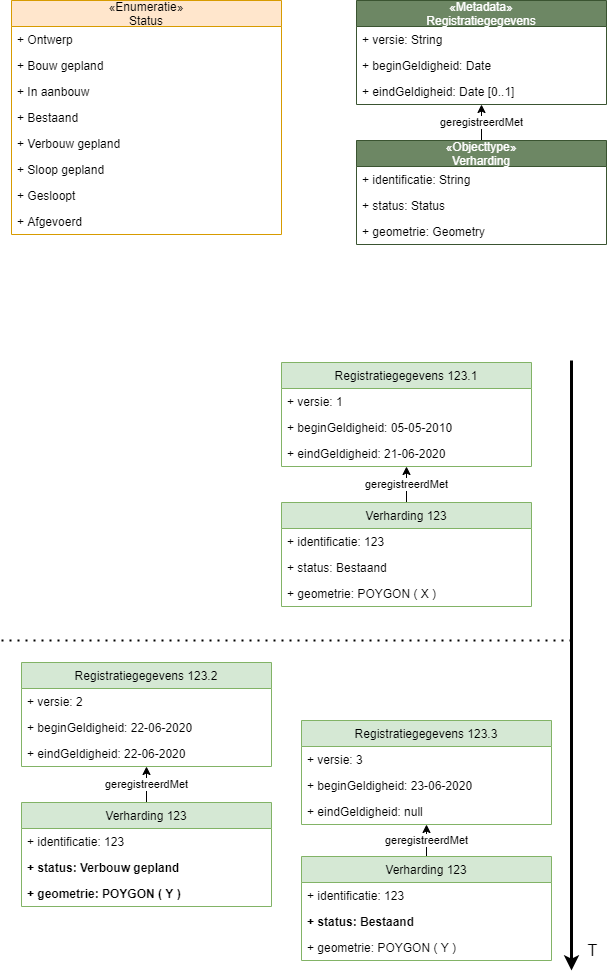 «Enumeratie»
Status
+ Ontwerp
+ Bouw gepland
+ In aanbouw
+ Bestaand
+ Verbouw gepland
+ Sloop gepland
+ Gesloopt
+ Afgevoerd
«Metadata»
Registratiegegevens
+ versie: String
+ beginGeldigheid: Date
+ eindGeldigheid: Date [0..1]
geregistreerdMet
«Objecttype»
Verharding
+ identificatie: String
+ status: Status
+ geometrie: Geometry
Registratiegegevens 123.1
+ versie: 1
+ beginGeldigheid: 05-05-2010
+ eindGeldigheid: 21-06-2020
geregistreerdMet
Verharding 123
+ identificatie: 123
+ status: Bestaand
+ geometrie: POYGON ( X )
Registratiegegevens 123.2
+ versie: 2
+ beginGeldigheid: 22-06-2020
+ eindGeldigheid: 22-06-2020
geregistreerdMet
Verharding 123
+ identificatie: 123
+ status: Verbouw gepland
+ geometrie: POYGON ( Y )
Registratiegegevens 123.3
+ versie: 3
+ beginGeldigheid: 23-06-2020
+ eindGeldigheid: null
geregistreerdMet
Verharding 123
+ identificatie: 123
+ status: Bestaand
+ geometrie: POYGON ( Y )
T